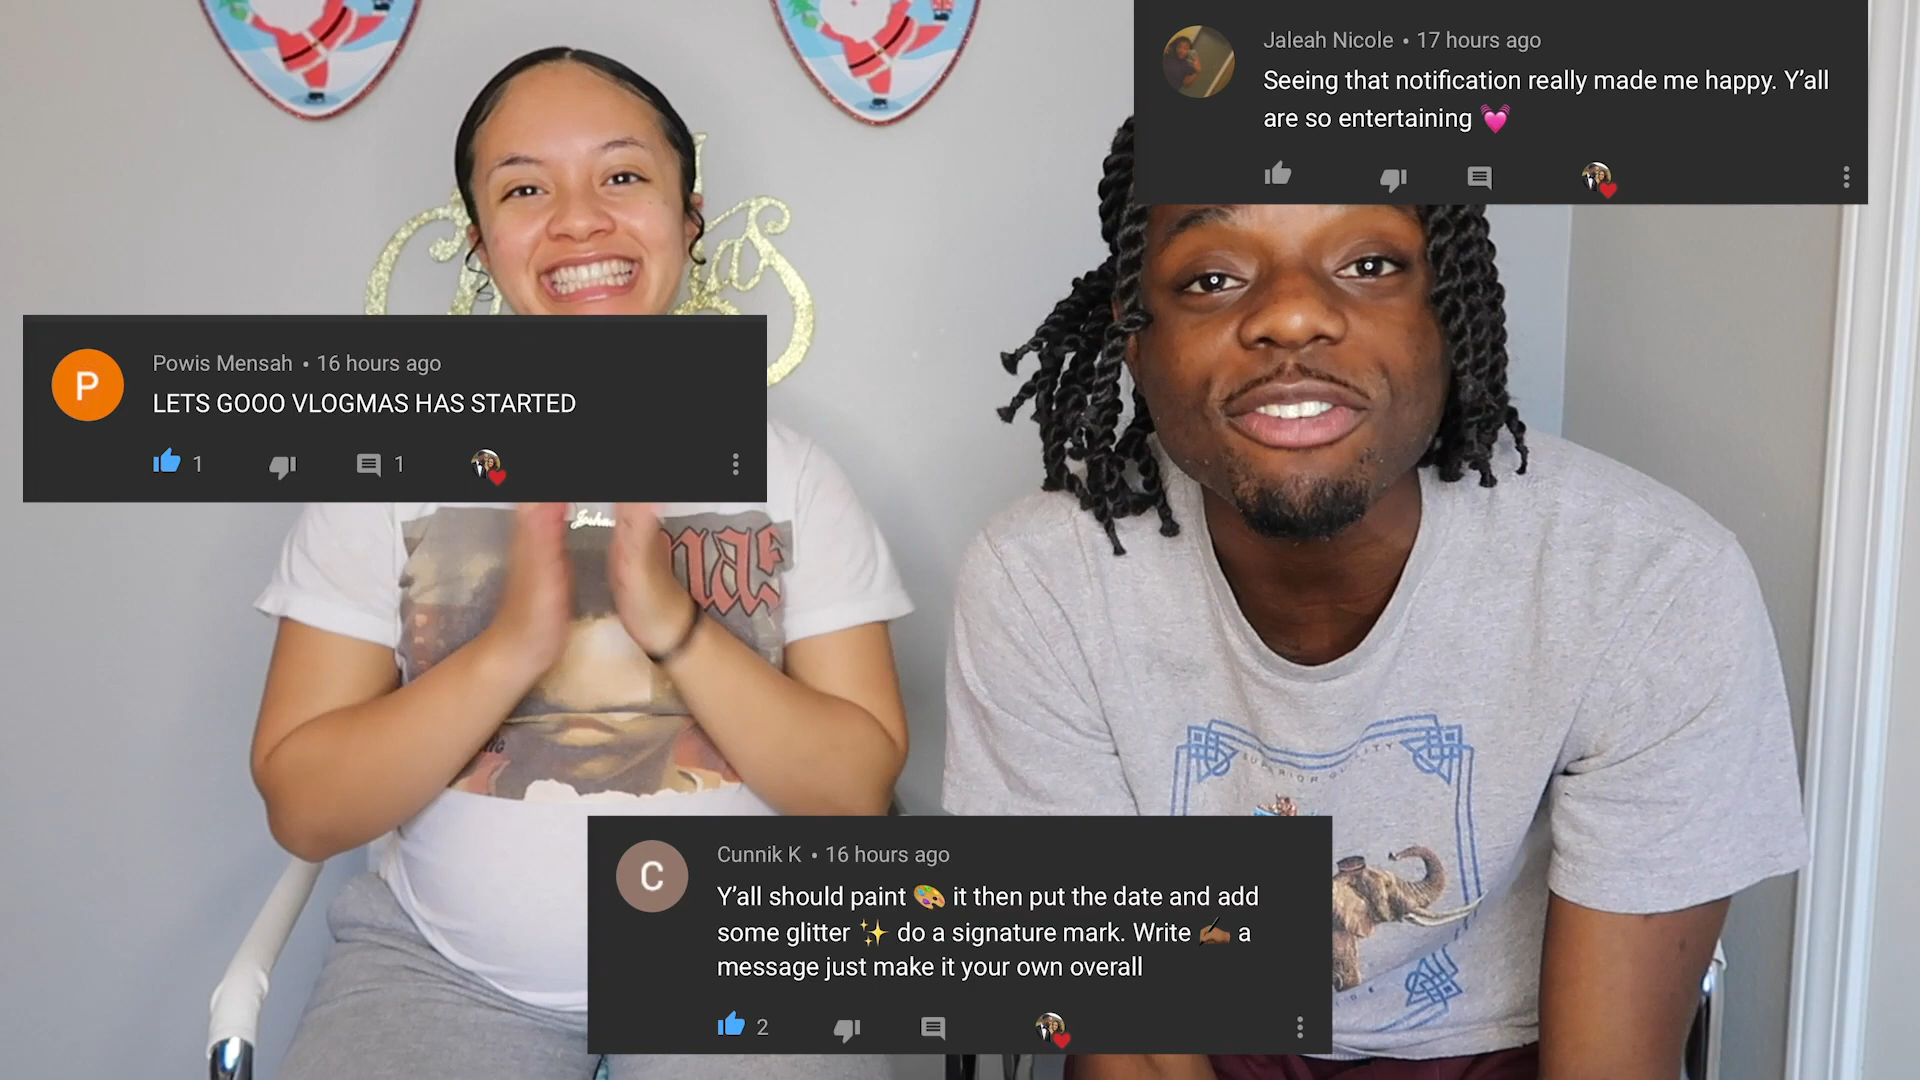 Jaleah Nicole • 17 hours ago
Seeing that notification really made me happy. Y’all
are so entertaining 💓
P
Powis Mensah • 16 hours ago
LETS GOOO VLOGMAS HAS STARTED
1
1
SUPERIOR QUALITY
C
Cunnik K • 16 hours ago
Y’all should paint 🎨 it then put the date and add
some glitter ✨ do a signature mark. Write ✍🏾 a
message just make it your own overall
2